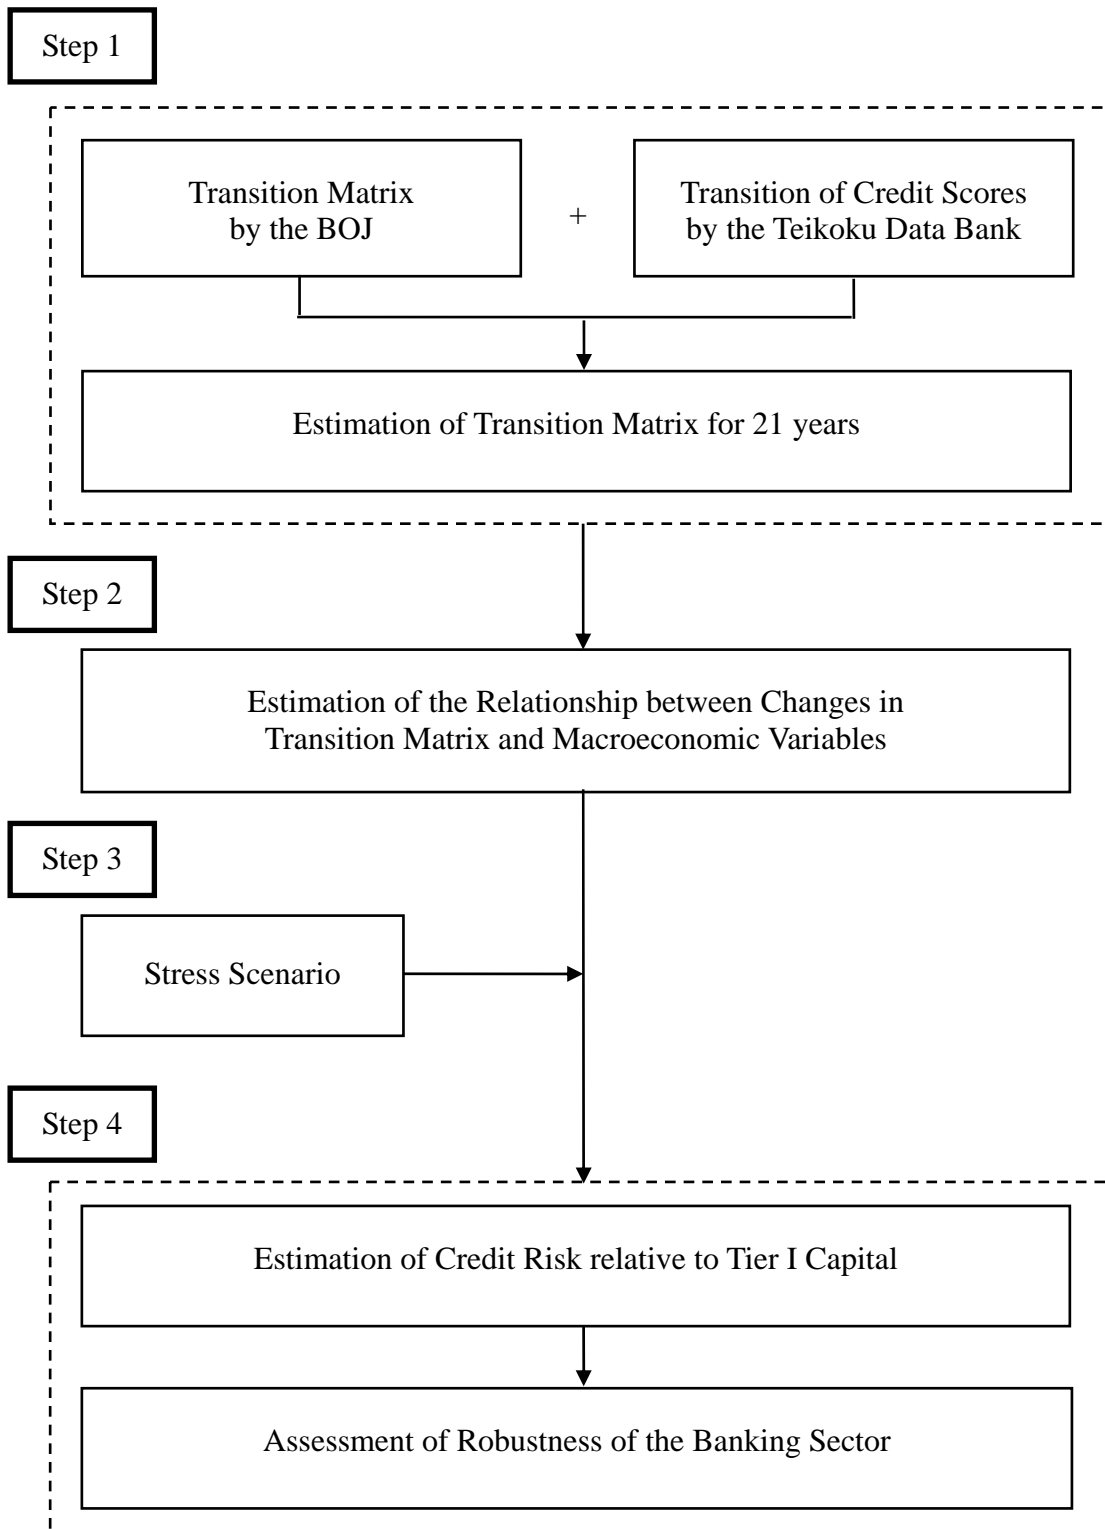 Step 1
Transition Matrix
by the BOJ
+
Transition of Credit Scores
by the Teikoku Data Bank
Estimation of Transition Matrix for 21 years
Step 2
Estimation of the Relationship between Changes in
Transition Matrix and Macroeconomic Variables
Step 3
Stress Scenario
Step 4
Estimation of Credit Risk relative to Tier I Capital
Assessment of Robustness of the Banking Sector